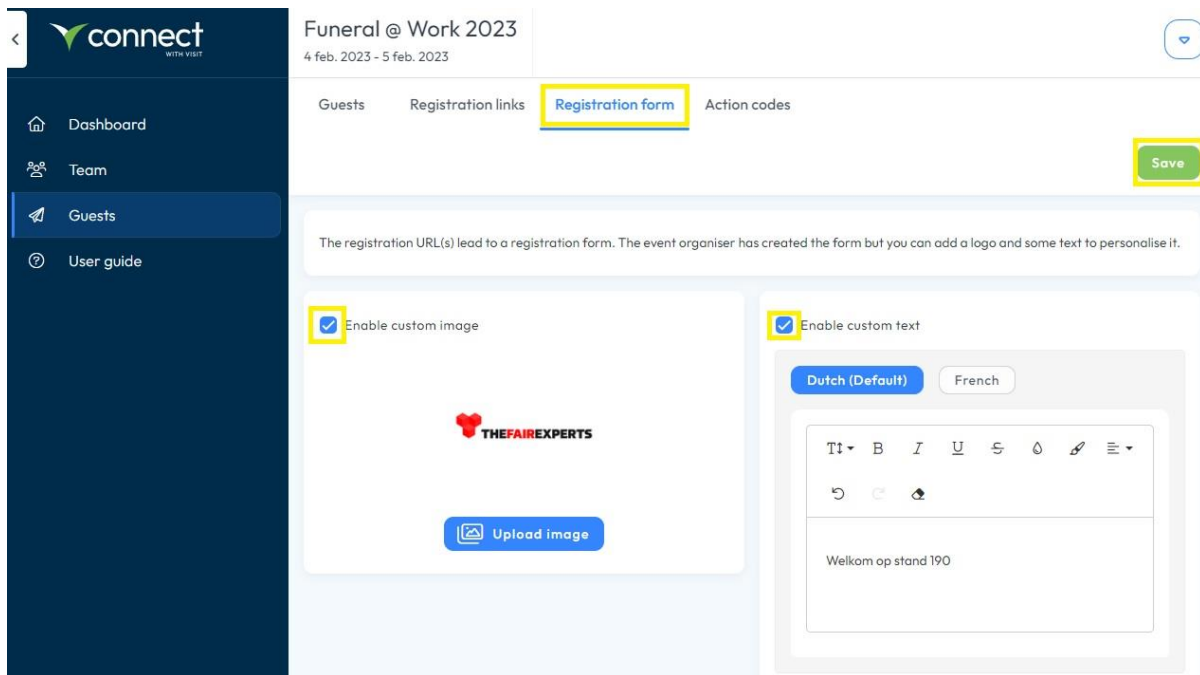 connect
WITH VISIT
Dashboard
Team
Guests
User guide
Funeral @ Work 2023
4 feb. 2023 - 5 feb. 2023
Guests Registration links Registration form Action codes
Save
The registration URL(s) lead to a registration form. The event organiser has created the form but you can add a logo and some text to personalise it.
Enable custom image
THEFAIREXPERTS
Upload image
Enable custom text
Dutch (Default) French
T B I U S
Welkom op stand 190